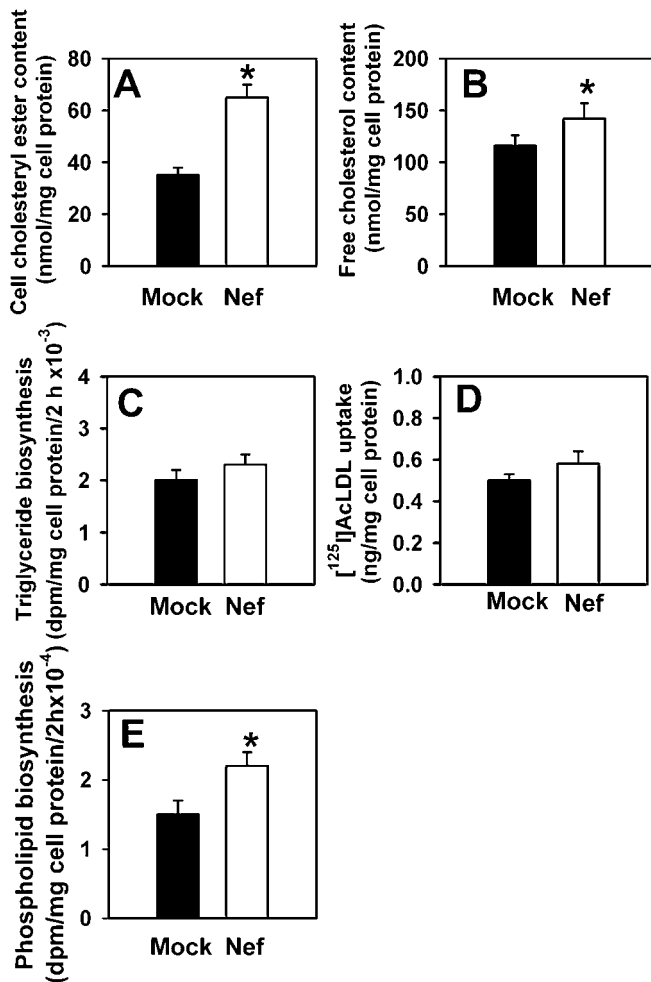 Cell cholesteryl ester content
(nmol/mg cell protein)
A
80
60
40
20
0
*
Mock Nef
Free cholesterol content
(nmol/mg cell protein)
B
200
150
100
50
0
*
Mock Nef
Triglyceride biosynthesis
(dpm/mg cell protein/2 h x10⁻³)
C
4
3
2
1
0
Mock Nef
[¹²⁵I]AcLDL uptake
(ng/mg cell protein)
D
1.0
0.8
0.6
0.4
0.2
0.0
Mock Nef
Phospholipid biosynthesis
(dpm/mg cell protein/2hx10⁻⁴)
E
3
2
1
0
*
Mock Nef